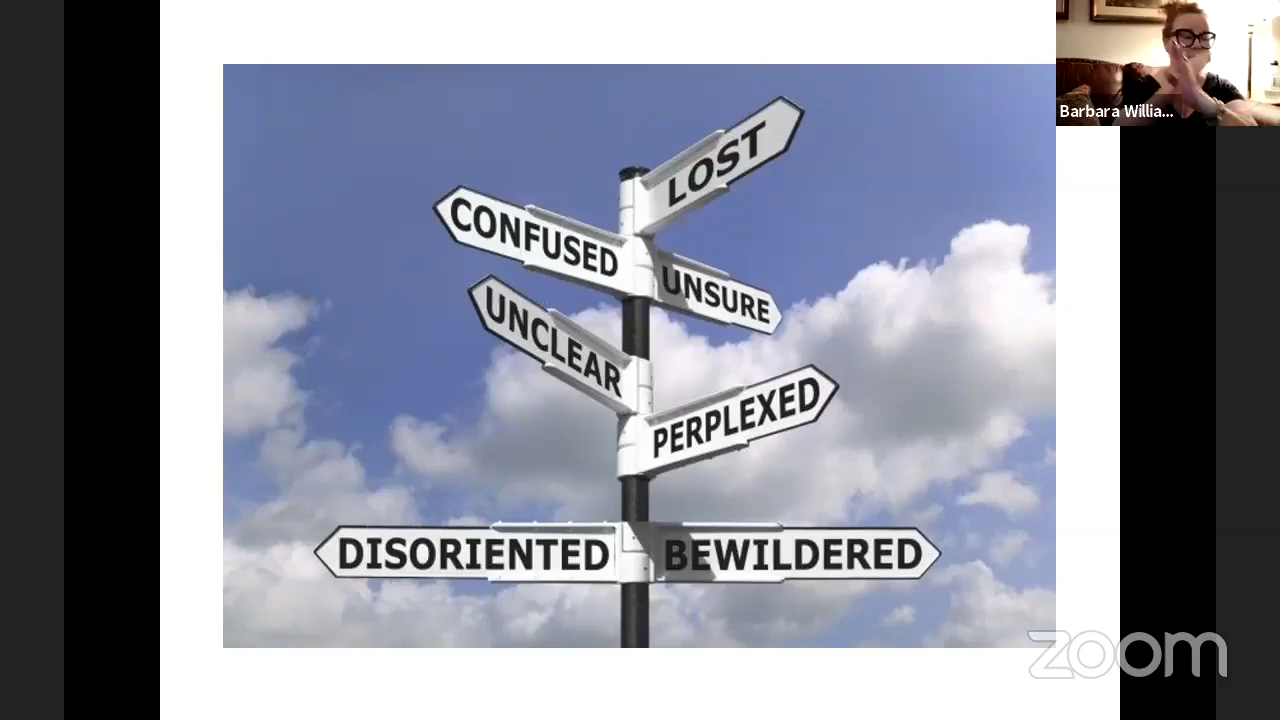 Barbara Willia...
LOST
CONFUSED
UNSURE
UNCLEAR
PERPLEXED
DISORIENTED
BEWILDERED
zoom